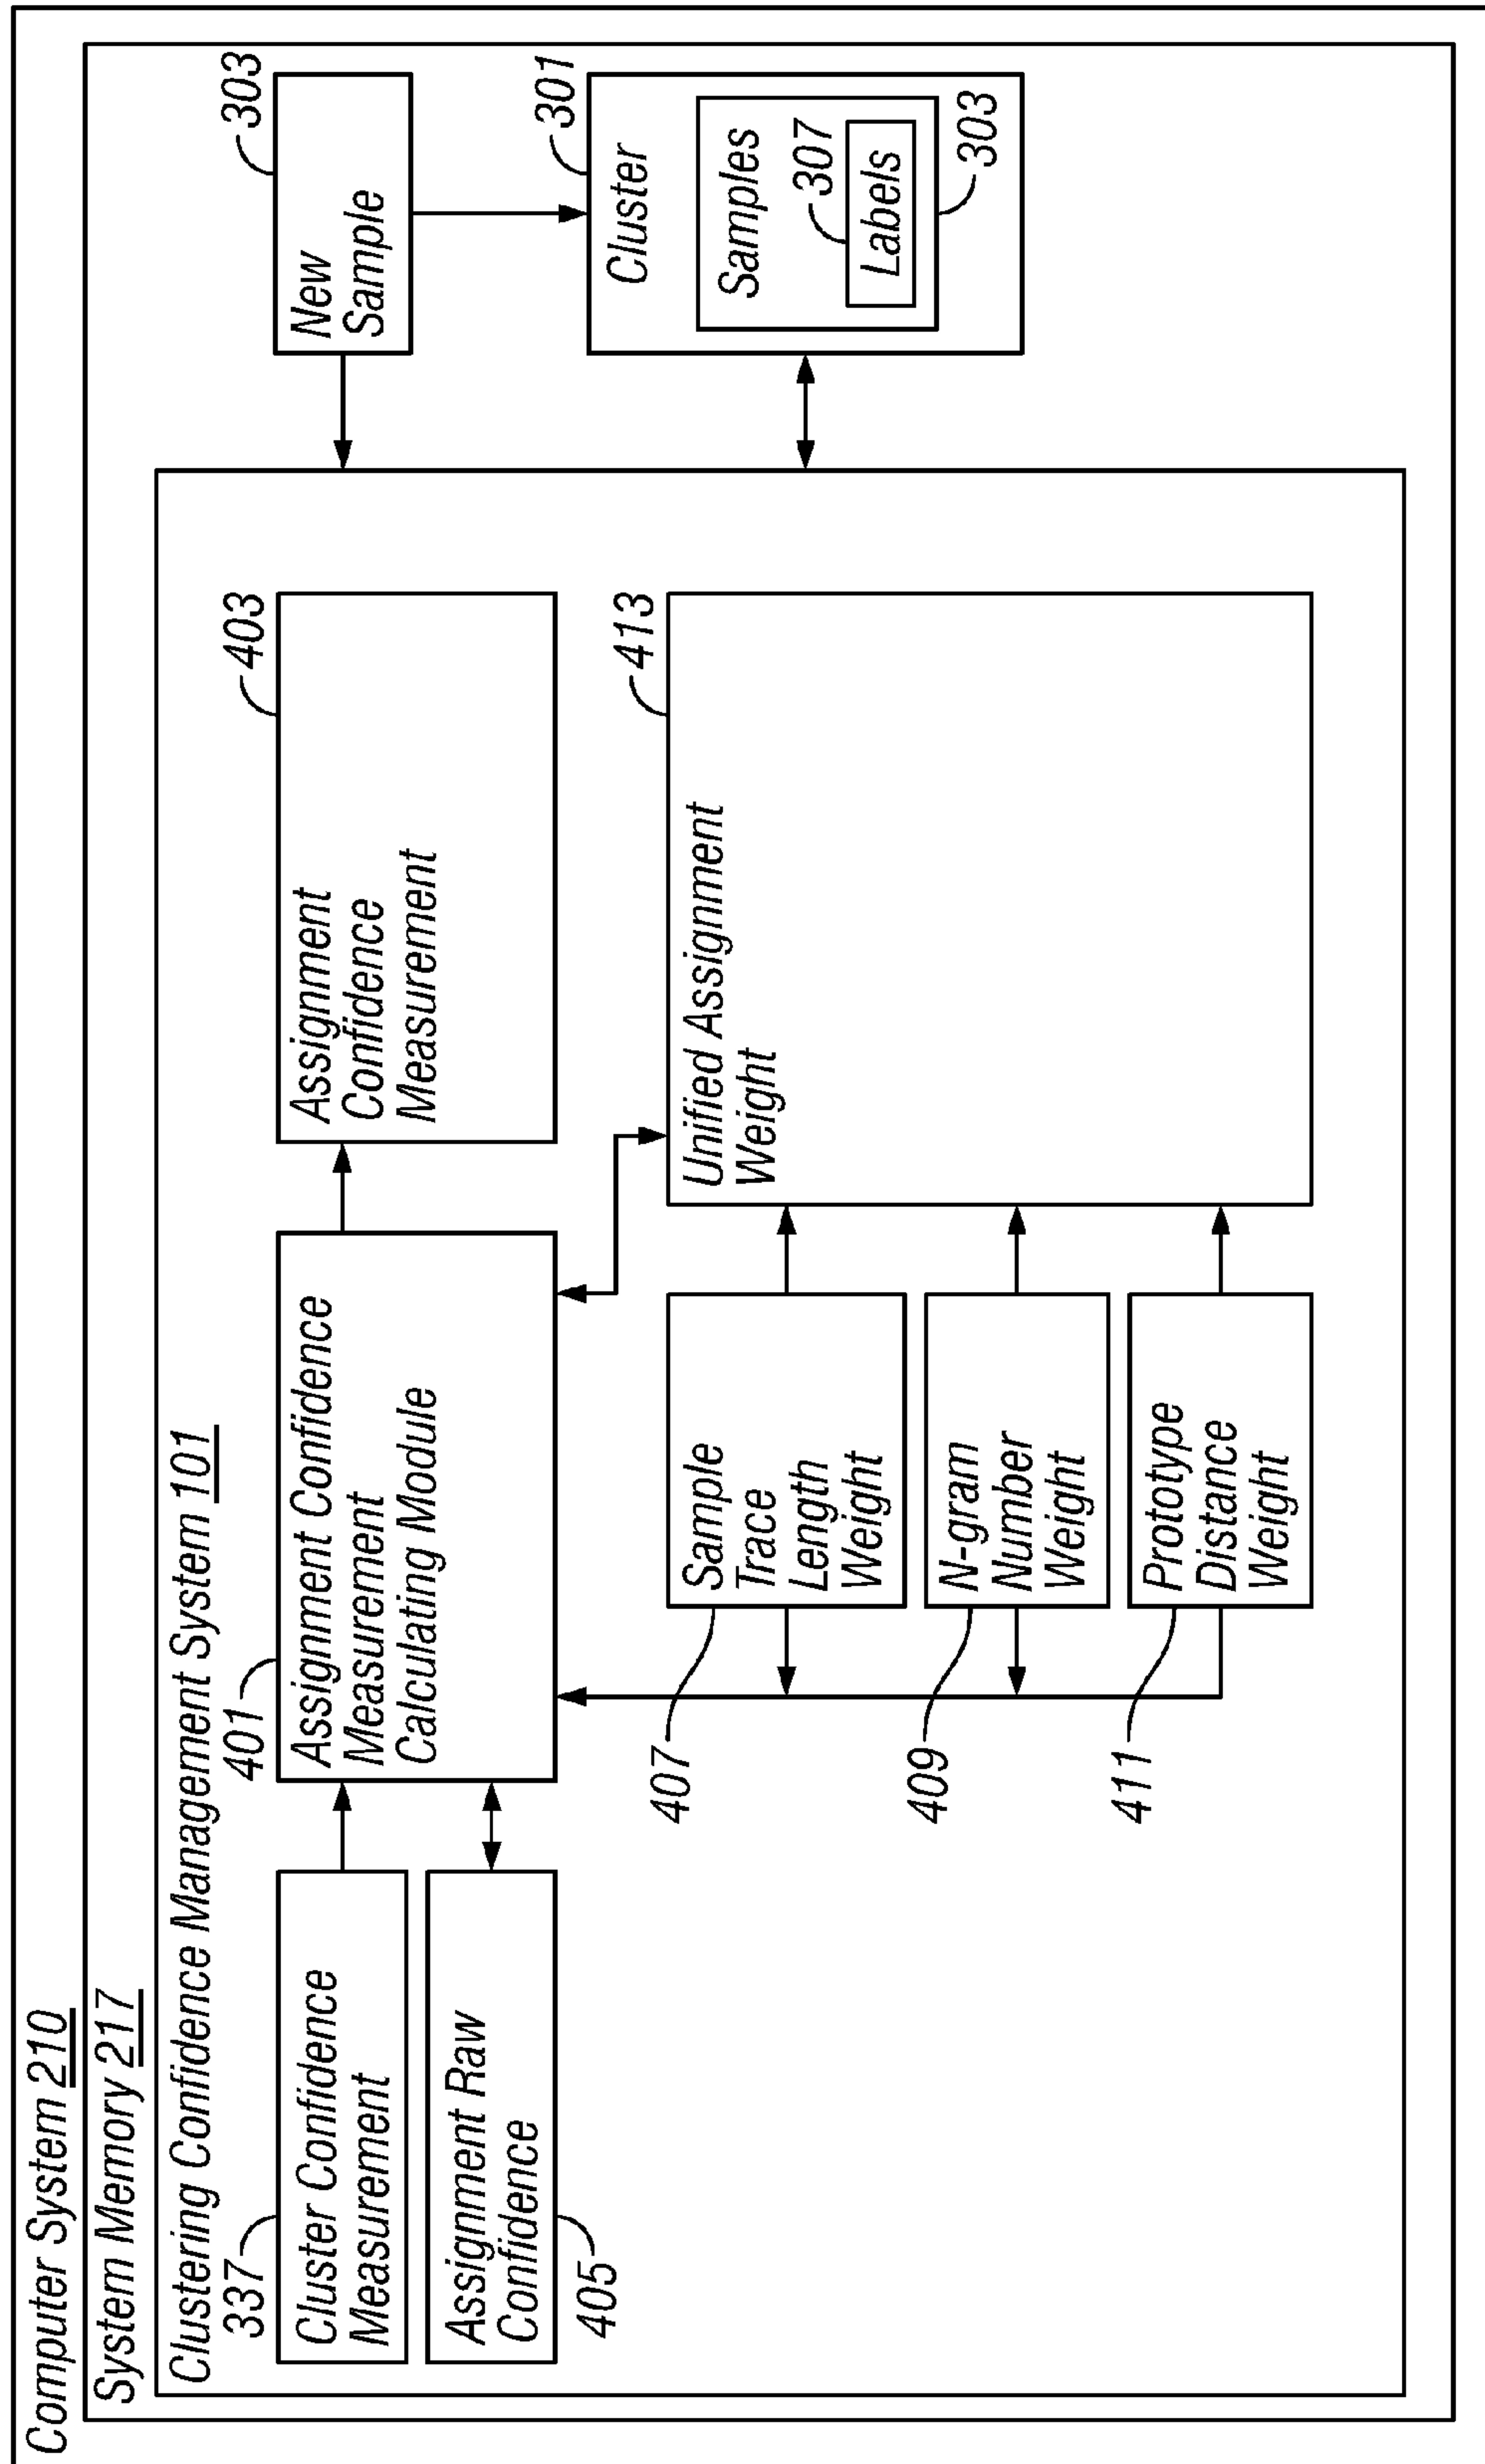 Computer System 210
System Memory 217
Clustering Confidence Management System 101
337
Cluster Confidence
Measurement
Assignment Raw
Confidence
405
401
Assignment Confidence
Measurement
Calculating Module
403
Assignment
Confidence
Measurement
407
Sample
Trace
Length
Weight
409
N-gram
Number
Weight
411
Prototype
Distance
Weight
413
Unified Assignment
Weight
303
New
Sample
301
Cluster
Samples
307
Labels
303